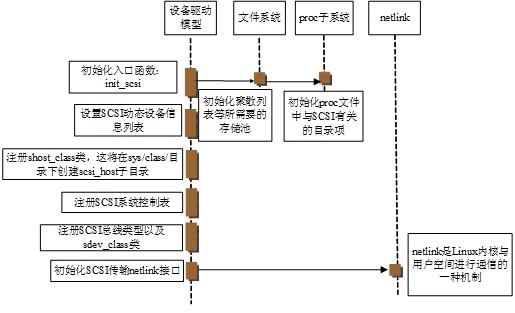 设备驱动
模型
文件系统
proc子系统
netlink
初始化入口函数:
init_scsi
初始化聚散列
表等所需要的
存储池
初始化proc文件
中与SCSI有关
的目录项
设置SCSI动态设备信
息列表
注册shost_class类，这将在sys/class/目
录下创建scsi_host子目录
注册SCSI系统控制表
注册SCSI总线类型以及
sdev_class类
初始化SCSI传输netlink接口
netlink是Linux内核与
用户空间进行通信的
一种机制